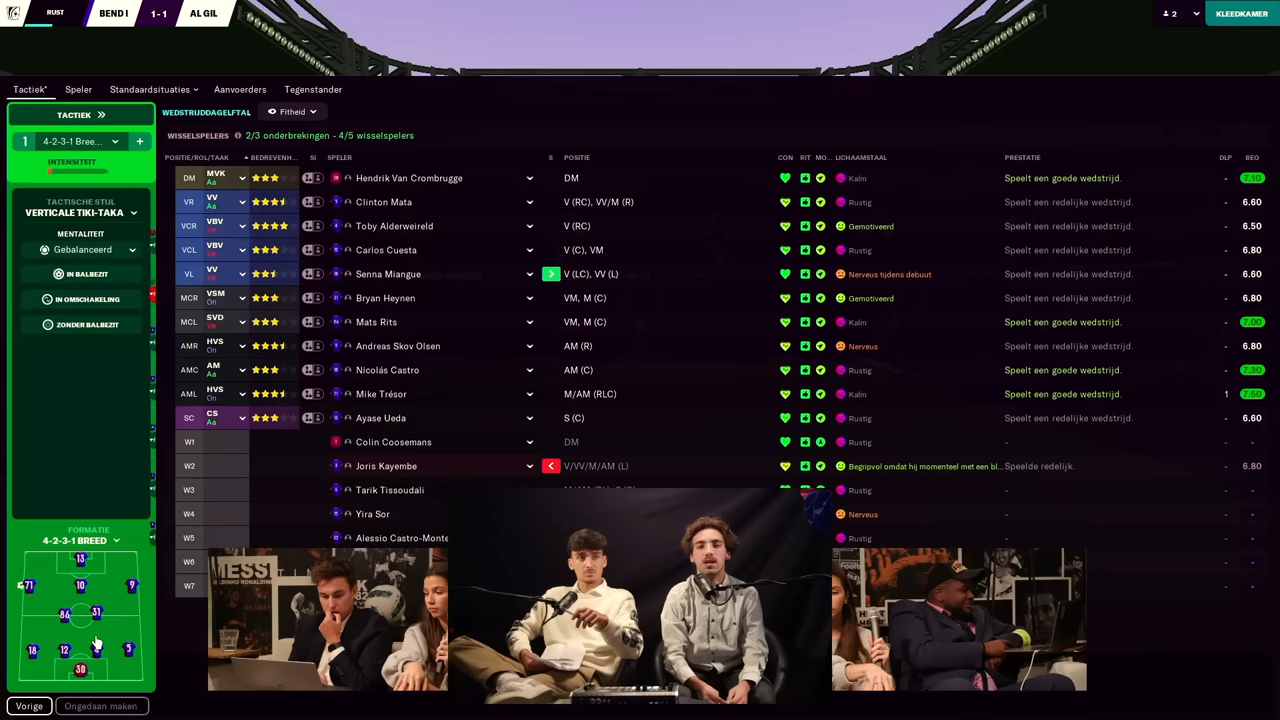 RUST BEND I 1 - 1 AL GIL 2 KLEEDKAMER
Tactiek* Speler Standaardsituaties Aanvoerders Tegenstander
TACTIEK
WEDSTRIJDDAGELFTAL Fitheid
WISSELSPELERS 2/3 onderbrekingen - 4/5 wisselspelers
1 4-2-3-1 Bree...
INTENSITEIT
TACTISCHE STIJL
VERTICALE TIKI-TAKA
MENTALITEIT
Gebalanceerd
IN BALBEZIT
IN OMSCHAKELING
ZONDER BALBEZIT
POSITIE/ROL/TAAK BEDREVENH... SI SPELER S POSITIE CON RIT MO... LICHAAMSTAAL PRESTATIE DLP BEO
DM MVK Aa Hendrik Van Crombrugge DM Kalm Speelt een goede wedstrijd. - 7.10
VR VV Aa Clinton Mata V (RC), VV/M (R) Rustig Speelt een redelijke wedstrijd. - 6.60
VCR VBV Ve Toby Alderweireld V (RC) Gemotiveerd Speelt een redelijke wedstrijd. - 6.50
VCL VBV Ve Carlos Cuesta V (C), VM Rustig Speelt een redelijke wedstrijd. - 6.80
VL VV Aa Senna Miangue V (LC), VV (L) Nerveus tijdens debuut Speelt een redelijke wedstrijd. - 6.60
MCR VSM On Bryan Heynen VM, M (C) Gemotiveerd Speelt een redelijke wedstrijd. - 6.80
MCL SVD Ve Mats Rits VM, M (C) Kalm Speelt een goede wedstrijd. - 7.00
AMR HVS On Andreas Skov Olsen AM (R) Nerveus Speelt een redelijke wedstrijd. - 6.80
AMC AM Aa Nicolás Castro AM (C) Rustig Speelt een goede wedstrijd. - 7.30
AML HVS On Mike Trésor M/AM (RLC) Kalm Speelt een goede wedstrijd. 1 7.50
SC CS Aa Ayase Ueda S (C) Rustig Speelt een redelijke wedstrijd. - 6.60
W1 Colin Coosemans DM Rustig - - -
W2 Joris Kayembe V/VV/M/AM (L) Begripvol omdat hij momenteel met een bl... Speelde redelijk. - 6.80
W3 Tarik Tissoudali Rustig - - -
W4 Yira Sor Nerveus - - -
W5 Alessio Castro-Monte Rustig - - -
W6 - -
W7 - -
FORMATIE
4-2-3-1 BREED
13
71 10 9
86 31
18 12 5
30
MESSI
RONALDINHO
Vorige Ongedaan maken